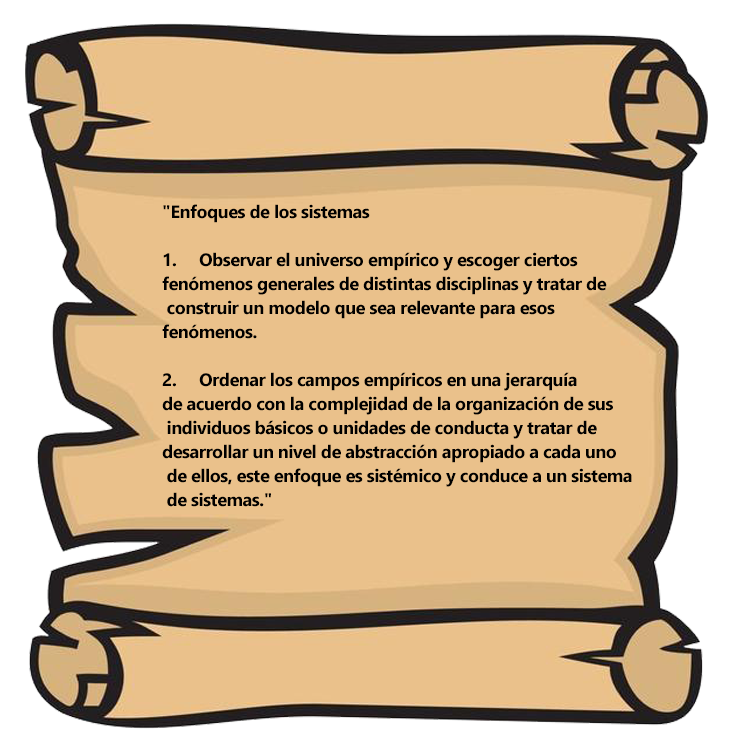 "Enfoques de los sistemas
1. Observar el universo empírico y escoger ciertos
fenómenos generales de distintas disciplinas y tratar de
construir un modelo que sea relevante para esos
fenómenos.
2. Ordenar los campos empíricos en una jerarquía
de acuerdo con la complejidad de la organización de sus
individuos básicos o unidades de conducta y tratar de
desarrollar un nivel de abstracción apropiado a cada uno
de ellos, este enfoque es sistémico y conduce a un sistema
de sistemas."